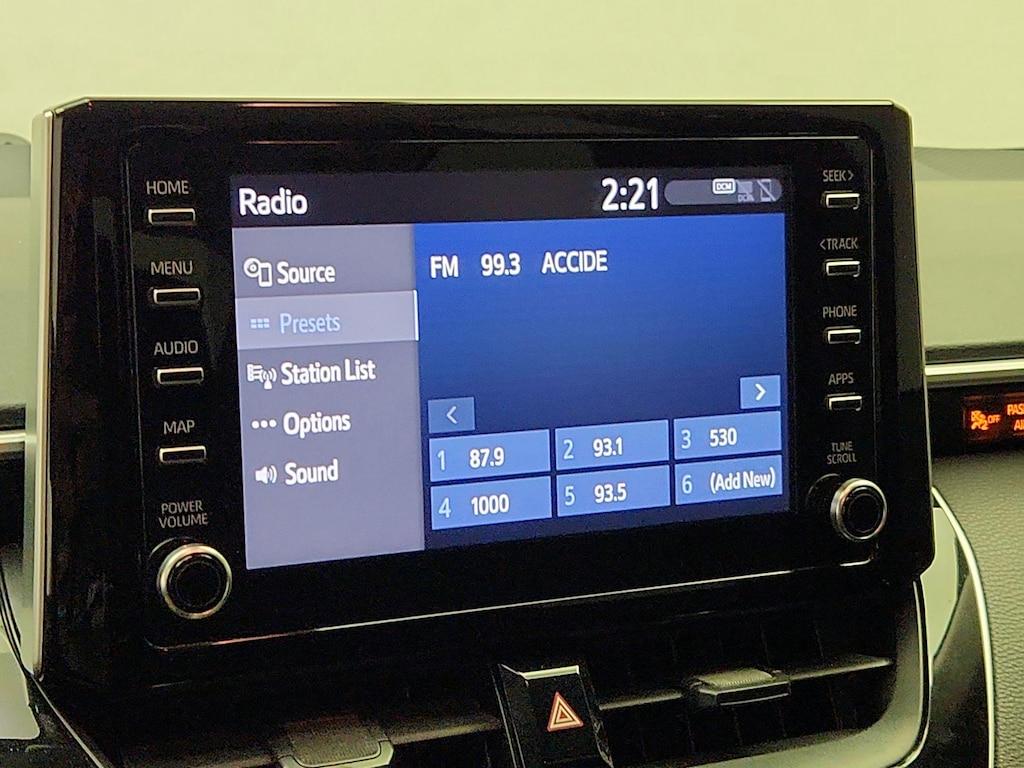 HOME
MENU
AUDIO
MAP
POWER
VOLUME
Radio
2:21
DCM
Source
Presets
Station List
Options
Sound
FM 99.3 ACCIDE
<
>
1 87.9
2 93.1
3 530
4 1000
5 93.5
6 (Add New)
SEEK>
<TRACK
PHONE
APPS
TUNE
SCROLL
OFF